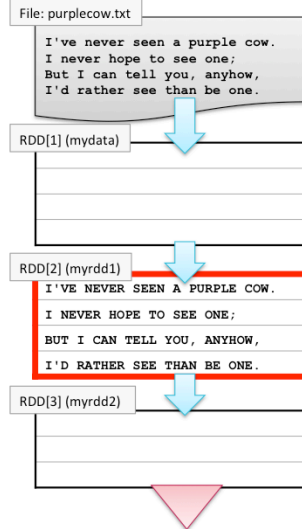 File: purplecow.txt
I've never seen a purple cow.
I never hope to see one;
But I can tell you, anyhow,
I'd rather see than be one.
RDD[1] (mydata)
RDD[2] (myrdd1)
I'VE NEVER SEEN A PURPLE COW.
I NEVER HOPE TO SEE ONE;
BUT I CAN TELL YOU, ANYHOW,
I'D RATHER SEE THAN BE ONE.
RDD[3] (myrdd2)